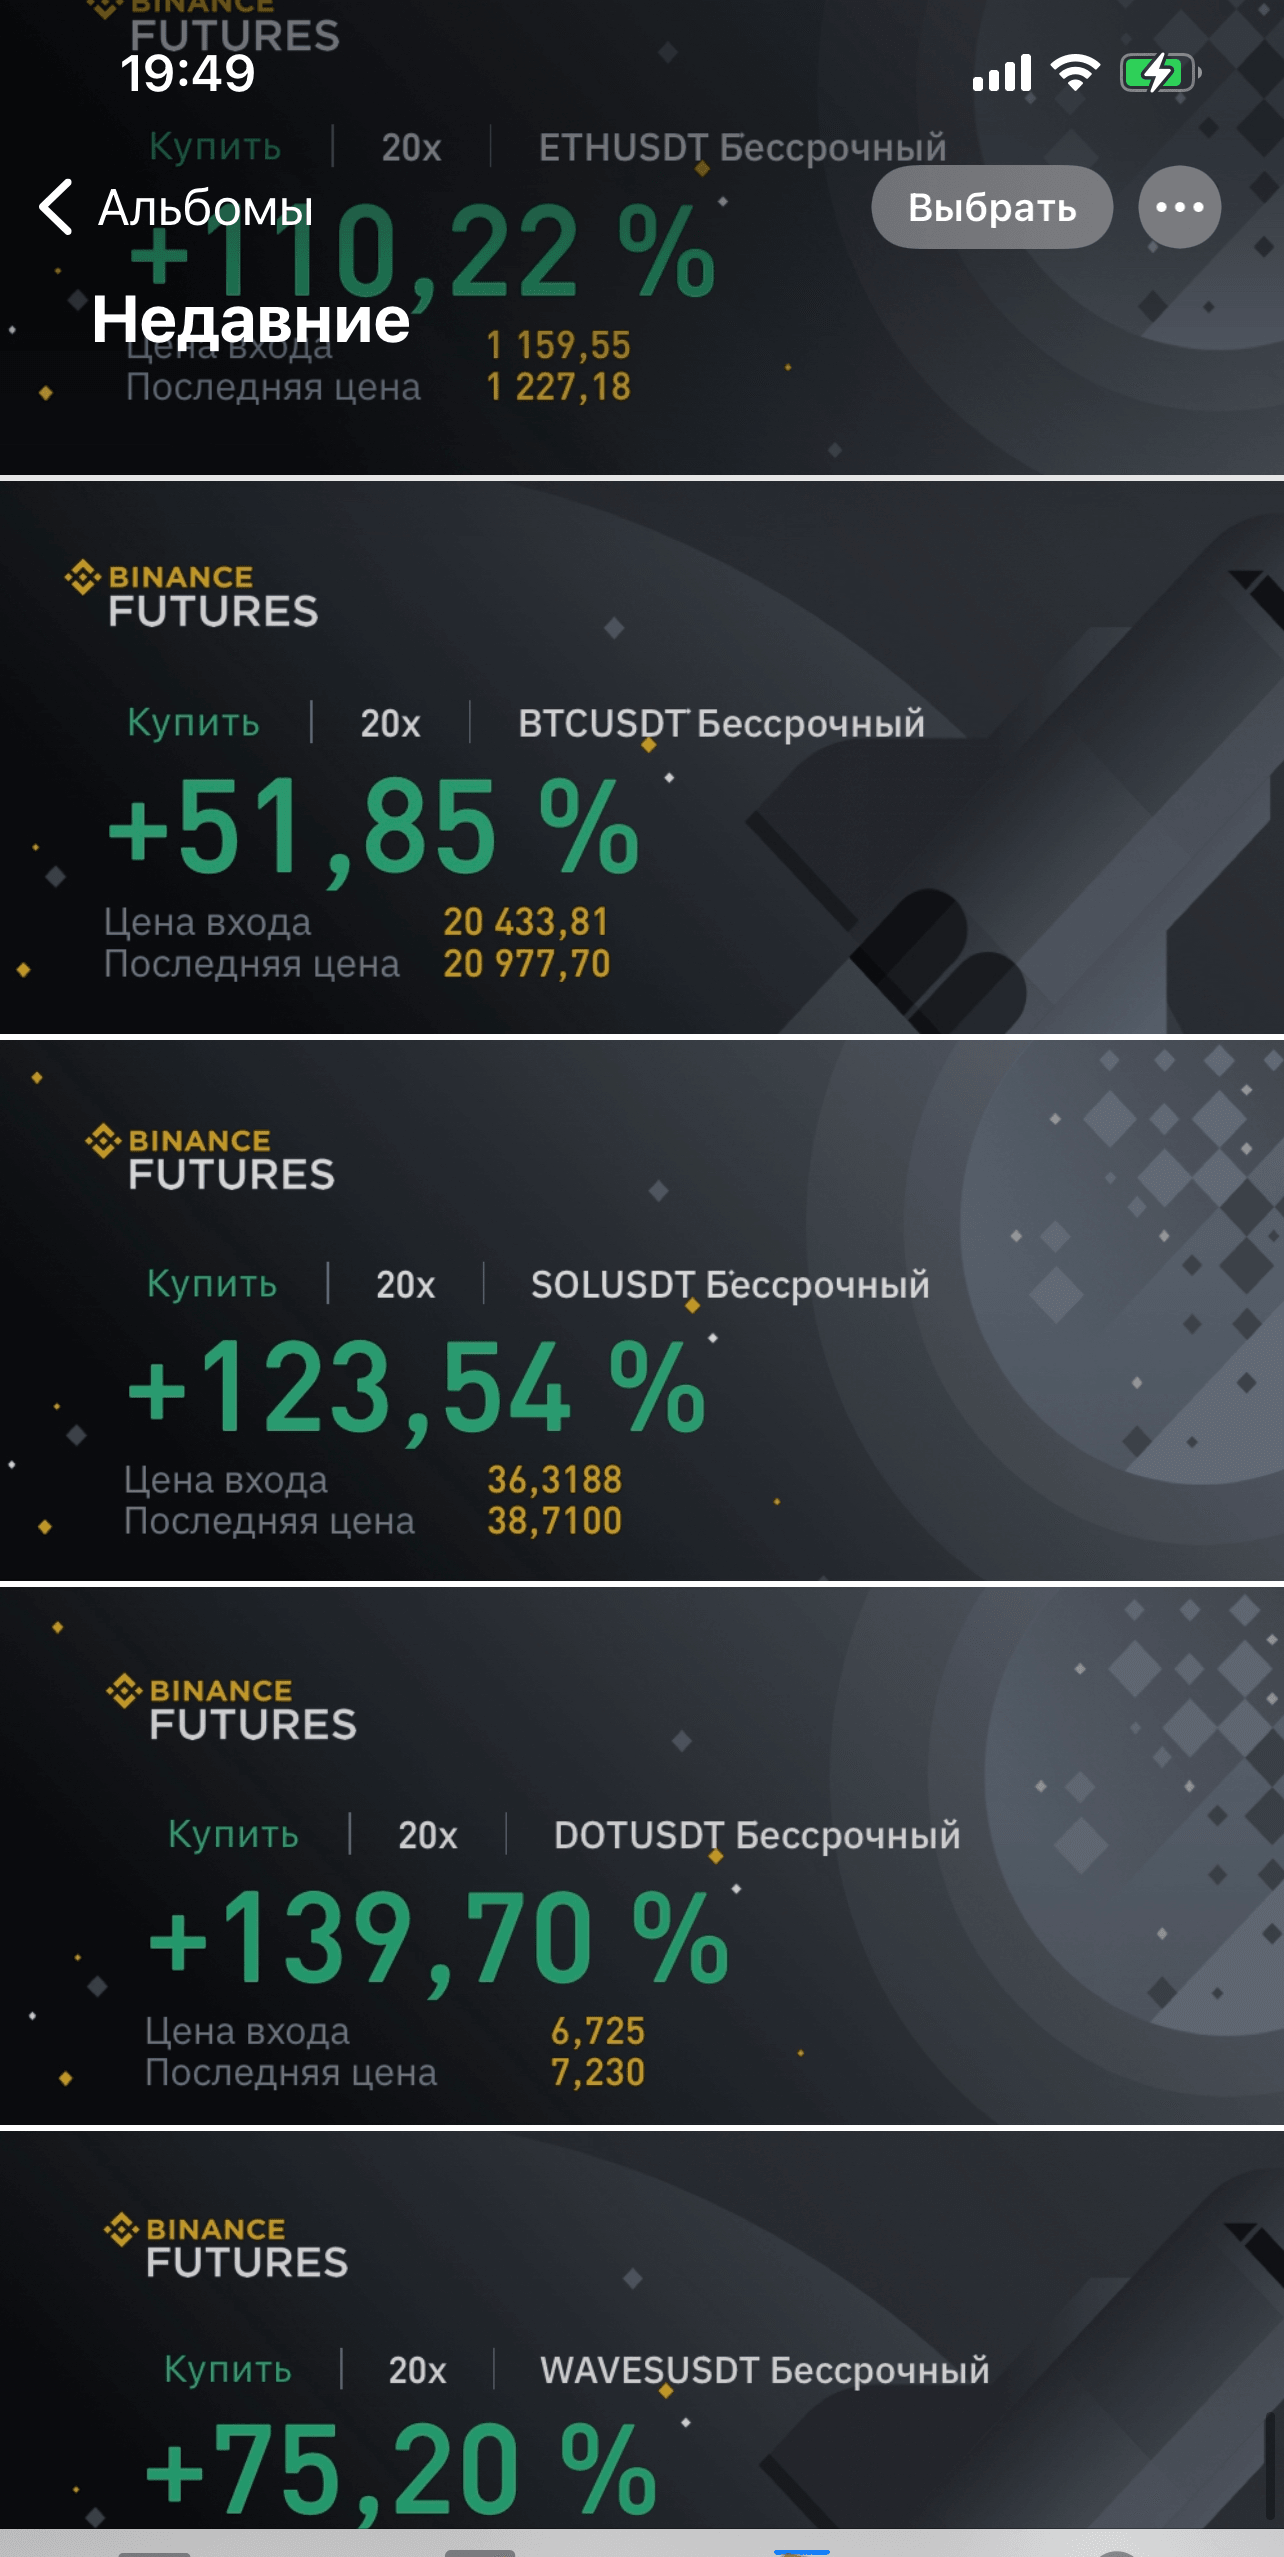 BINANCE
FUTURES
19:49
Купить | 20x | ETHUSDT Бессрочный
Альбомы
Выбрать
+110,22 %
Недавние
Цена входа 1 159,55
Последняя цена 1 227,18
BINANCE
FUTURES
Купить | 20x | BTCUSDT Бессрочный
+51,85 %
Цена входа 20 433,81
Последняя цена 20 977,70
BINANCE
FUTURES
Купить | 20x | SOLUSDT Бессрочный
+123,54 %
Цена входа 36,3188
Последняя цена 38,7100
BINANCE
FUTURES
Купить | 20x | DOTUSDT Бессрочный
+139,70 %
Цена входа 6,725
Последняя цена 7,230
BINANCE
FUTURES
Купить | 20x | WAVESUSDT Бессрочный
+75,20 %